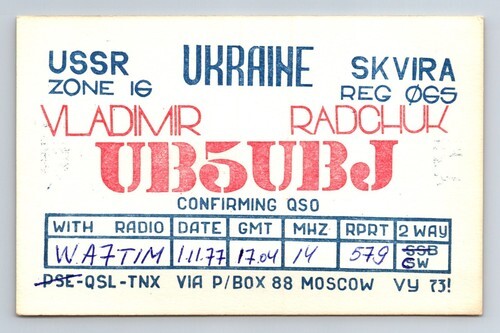 USSR UKRAINE SKVIRA
ZONE 16 REG Ø65
VLADIMIR RADCHUK
UB5UBJ
CONFIRMING QSO
WITH RADIO DATE GMT MHZ RPRT 2 WAY
WA7TIM 1.11.77 17.04 14 579 SSB
CW
PSE-QSL-TNX VIA P/BOX 88 MOSCOW VY 73!